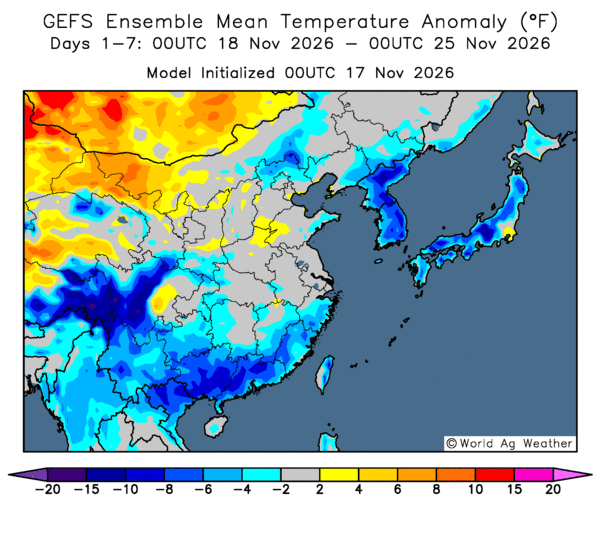 GEFS Ensemble Mean Temperature Anomaly (°F)
Days 1−7: 00UTC 18 Nov 2026 − 00UTC 25 Nov 2026
Model Initialized 00UTC 17 Nov 2026
© World Ag Weather
−20 −15 −10 −8 −6 −4 −2 2 4 6 8 10 15 20